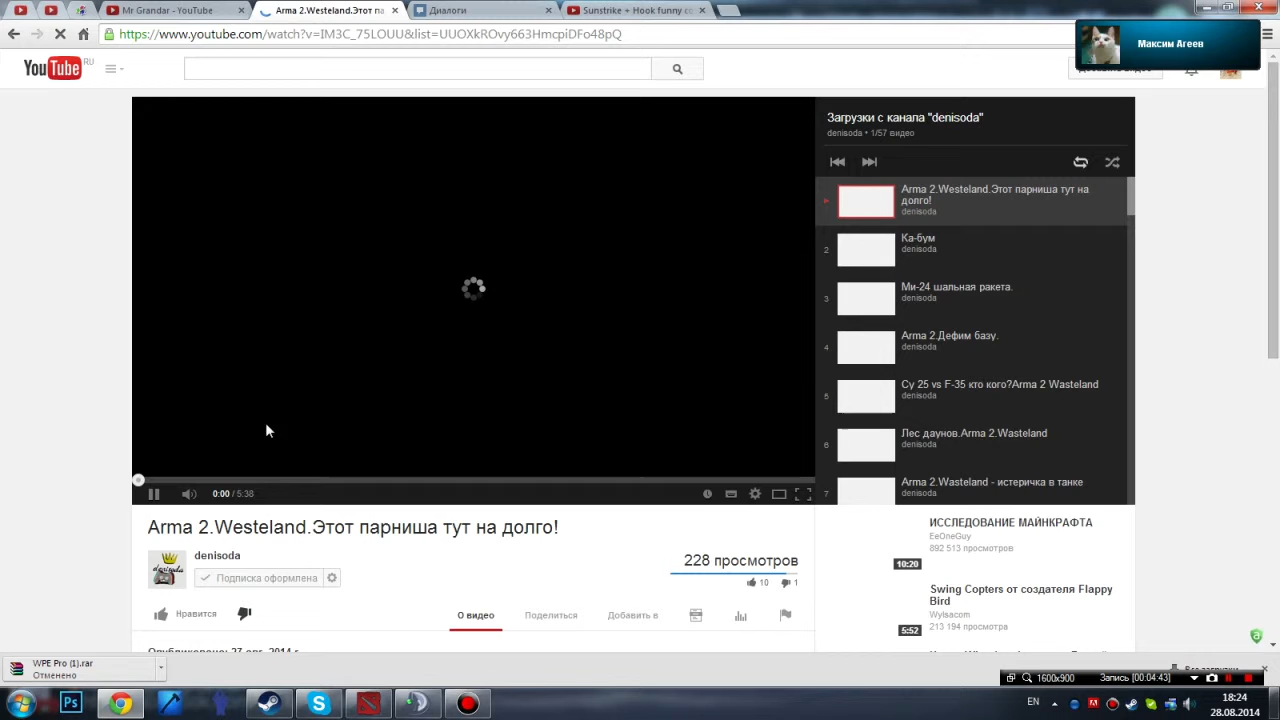 Mr Grandar - YouTube
Arma 2.Westeland.Этот па
Диалоги
Sunstrike + Hook funny co
https://www.youtube.com/watch?v=IM3C_75LOUU&list=UUOXkROvy663HmcpiDFo48pQ
Максим Агеев
YouTube RU
Загрузки с канала "denisoda"
denisoda • 1/57 видео
Arma 2.Westeland.Этот парниша тут на
долго!
denisoda
2
Ка-бум
denisoda
3
Ми-24 шальная ракета.
denisoda
4
Arma 2.Дефим базу.
denisoda
5
Су 25 vs F-35 кто кого?Arma 2 Wasteland
denisoda
6
Лес даунов.Arma 2.Wasteland
denisoda
7
Arma 2.Wasteland - истеричка в танке
denisoda
0:00 / 5:38
Arma 2.Westeland.Этот парниша тут на долго!
denisoda
Подписка оформлена
228 просмотров
10
1
Нравится
О видео
Поделиться
Добавить в
ИССЛЕДОВАНИЕ МАЙНКРАФТА
EeOneGuy
892 513 просмотров
10:20
Swing Copters от создателя Flappy
Bird
Wylsacom
213 194 просмотра
5:52
WPE Pro (1).rar
Отменено
1600x900
Запись [00:04:43]
EN
18:24
28.08.2014